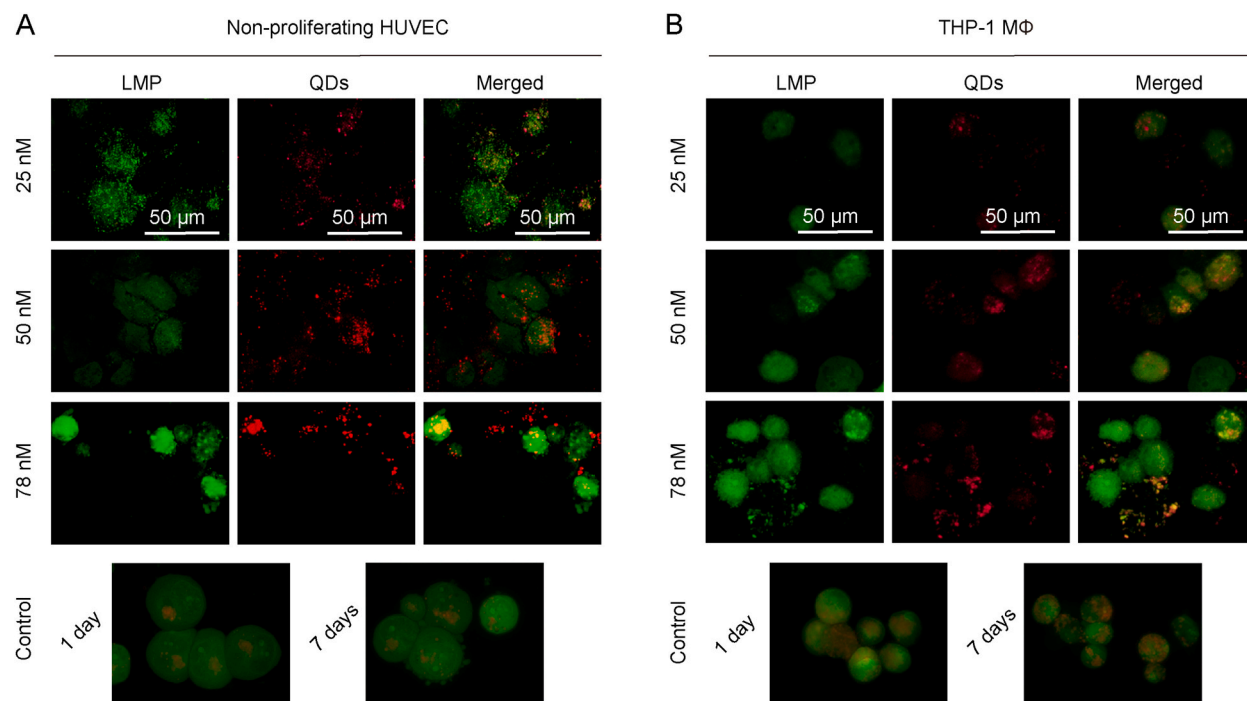 A
Non-proliferating HUVEC
LMP QDs Merged
25 nM
50 µm 50 µm 50 µm
50 nM
78 nM
Control
1 day
7 days
B
THP-1 MΦ
LMP QDs Merged
25 nM
50 µm 50 µm 50 µm
50 nM
78 nM
Control
1 day
7 days